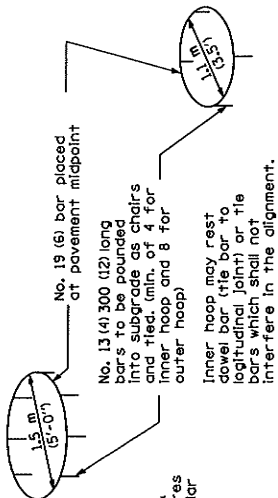 1.5 m
(5'-0")
No. 19 (6) bar placed
at pavement midpoint
No. 13 (4) 300 (12) long
bars to be pounded
into subgrade as chairs
and tied. (min. of 4 for
inner hoop and 8 for
outer hoop)
Inner hoop may rest
dowel bar (tie bar to
logitudinal joint) or tie
bars which shall not
interfere in the alignment.
1.1 m
(3.5')
res
lar